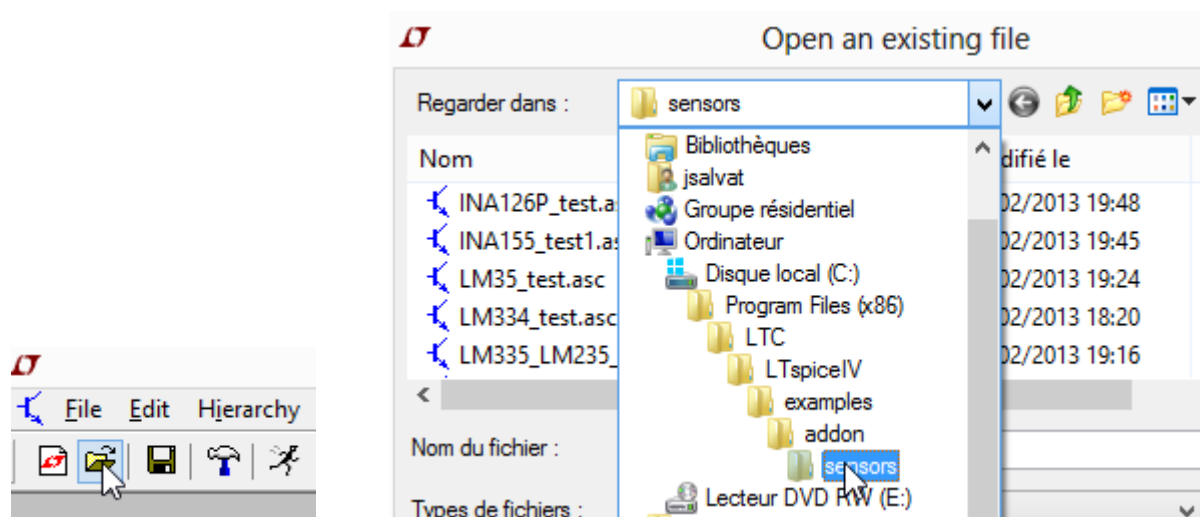 Open an existing file
Regarder dans :
sensors
Nom
difié le
INA126P_test.a
02/2013 19:48
INA155_test1.a
02/2013 19:45
LM35_test.asc
02/2013 19:24
LM334_test.asc
02/2013 18:20
LM335_LM235_
02/2013 19:16
Bibliothèques
jsalvat
Groupe résidentiel
Ordinateur
Disque local (C:)
Program Files (x86)
LTC
LTspiceIV
examples
addon
sensors
Lecteur DVD RW (E:)
Nom du fichier :
Types de fichiers :
File Edit Hierarchy